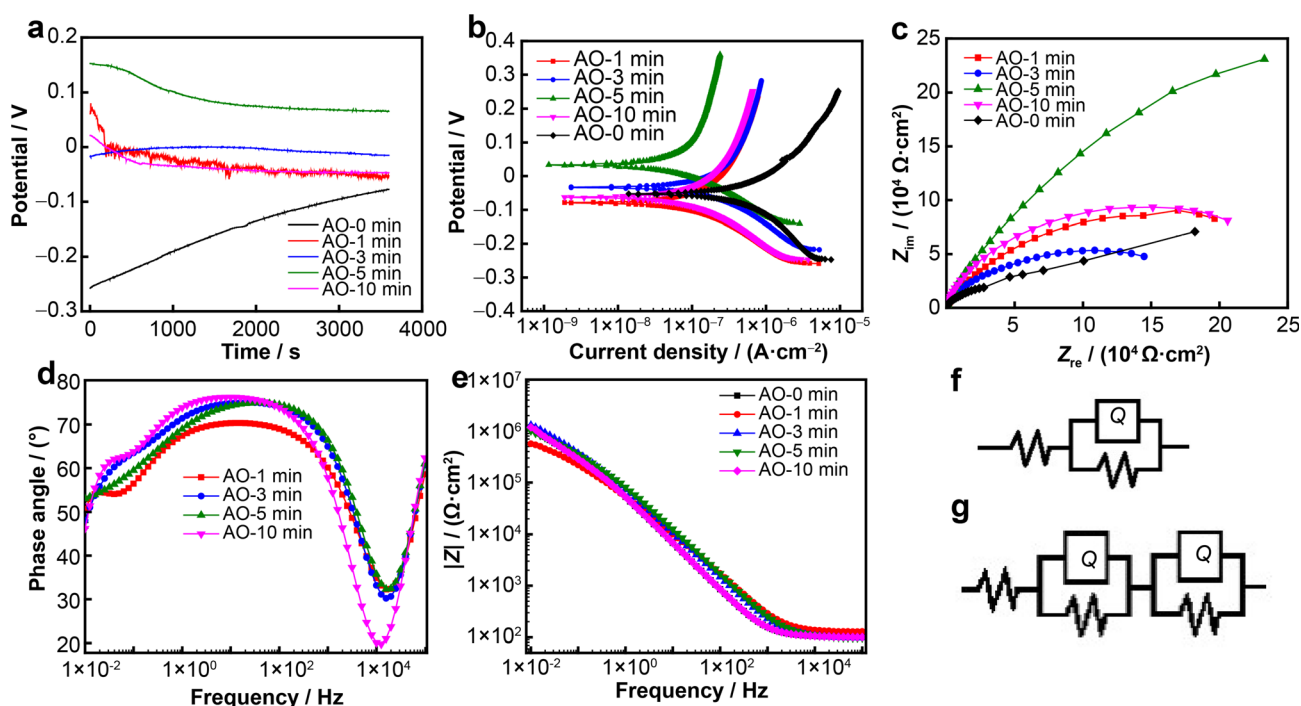 a
0.2
0.1
0
−0.1
−0.2
−0.3
Potential / V
0
1000
2000
3000
4000
Time / s
AO-0 min
AO-1 min
AO-3 min
AO-5 min
AO-10 min
b
0.4
0.3
0.2
0.1
0
−0.1
−0.2
−0.3
−0.4
Potential / V
AO-1 min
AO-3 min
AO-5 min
AO-10 min
AO-0 min
1×10⁻⁹
1×10⁻⁸
1×10⁻⁷
1×10⁻⁶
1×10⁻⁵
Current density / (A·cm⁻²)
c
25
20
15
10
5
0
Zim / (10⁴ Ω·cm²)
AO-1 min
AO-3 min
AO-5 min
AO-10 min
AO-0 min
5
10
15
20
25
Zre / (10⁴ Ω·cm²)
d
80
70
60
50
40
30
20
Phase angle / (°)
AO-1 min
AO-3 min
AO-5 min
AO-10 min
1×10⁻²
1×10⁰
1×10²
1×10⁴
Frequency / Hz
e
1×10⁷
1×10⁶
1×10⁵
1×10⁴
1×10³
1×10²
|Z| / (Ω·cm²)
AO-0 min
AO-1 min
AO-3 min
AO-5 min
AO-10 min
1×10⁻²
1×10⁰
1×10²
1×10⁴
Frequency / Hz
f
Q
g
Q
Q